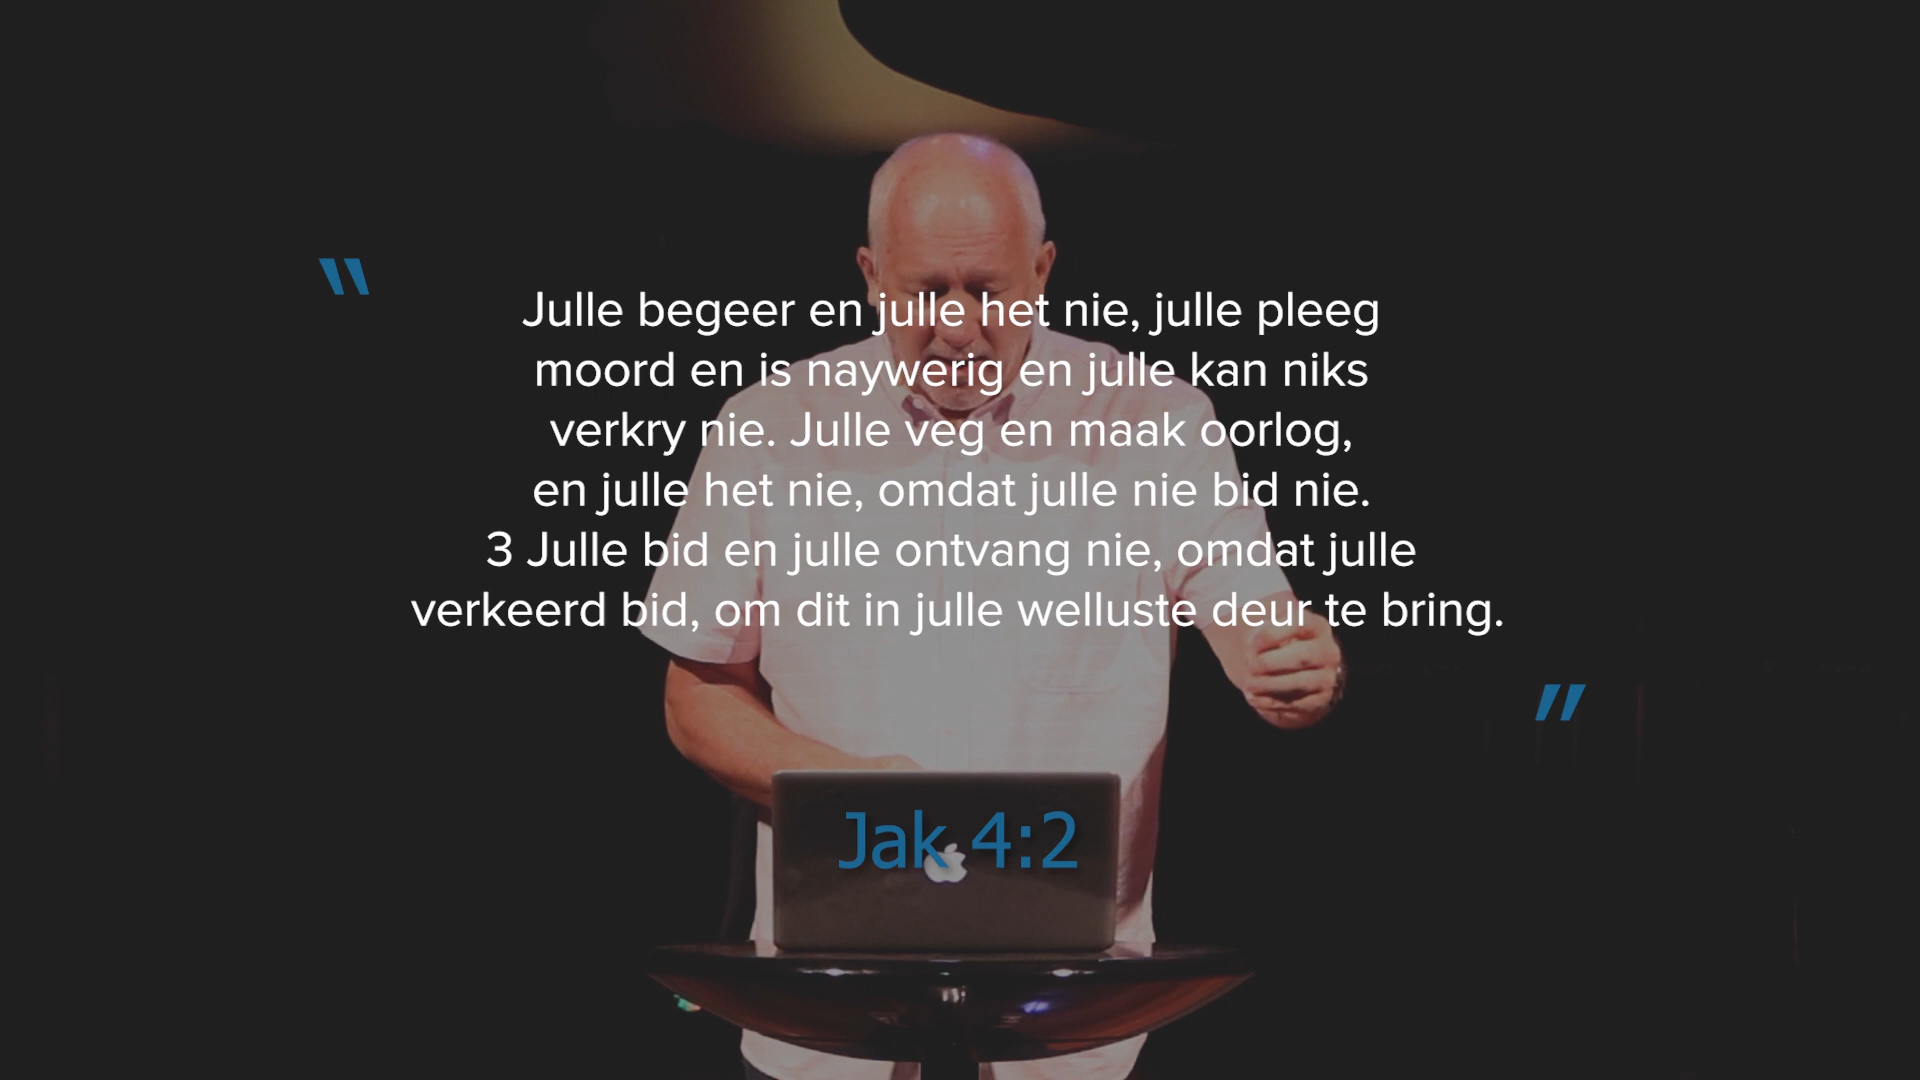 ‟
Julle begeer en julle het nie, julle pleeg
moord en is naywerig en julle kan niks
verkry nie. Julle veg en maak oorlog,
en julle het nie, omdat julle nie bid nie.
3 Julle bid en julle ontvang nie, omdat julle
verkeerd bid, om dit in julle welluste deur te bring.
”
Jak 4:2